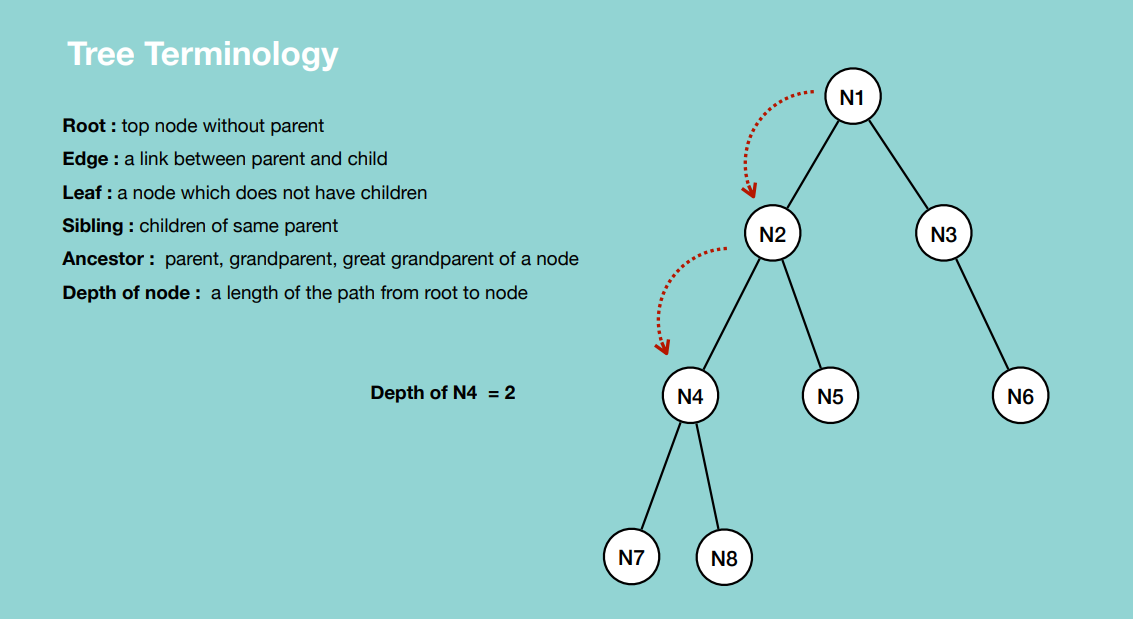 Tree Terminology
Root : top node without parent
Edge : a link between parent and child
Leaf : a node which does not have children
Sibling : children of same parent
Ancestor :  parent, grandparent, great grandparent of a node
Depth of node :  a length of the path from root to node
Depth of N4  = 2
N1
N2
N3
N4
N5
N6
N7
N8